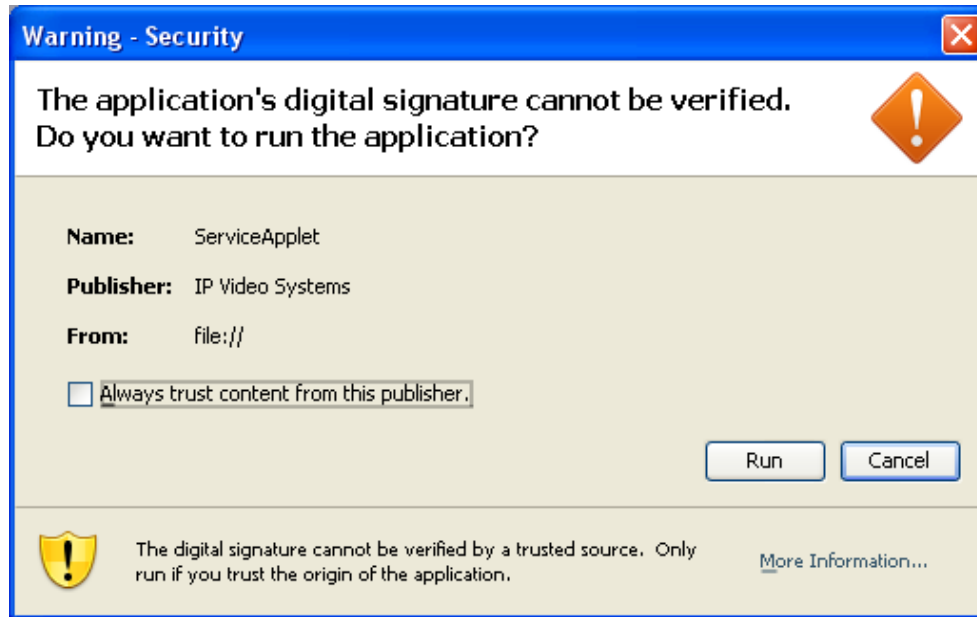 Warning - Security
The application's digital signature cannot be verified.
Do you want to run the application?
Name: ServiceApplet
Publisher: IP Video Systems
From: file://
Always trust content from this publisher.
Run Cancel
The digital signature cannot be verified by a trusted source. Only
run if you trust the origin of the application.
More Information...